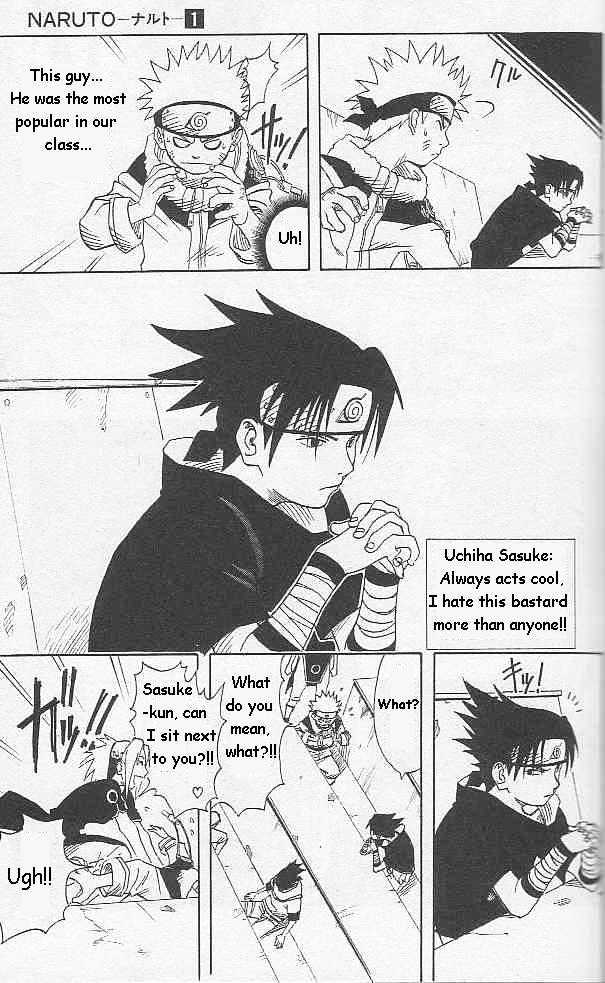 NARUTO—ナルト— 1
クル
This guy...
He was the most
popular in our
class...
Uh!
Uchiha Sasuke:
Always acts cool,
I hate this bastard
more than anyone!!
キッ!
What?
What
do you
mean,
what?!!
Sasuke
-kun, can
I sit next
to you?!!
ガッ!!
Ugh!!